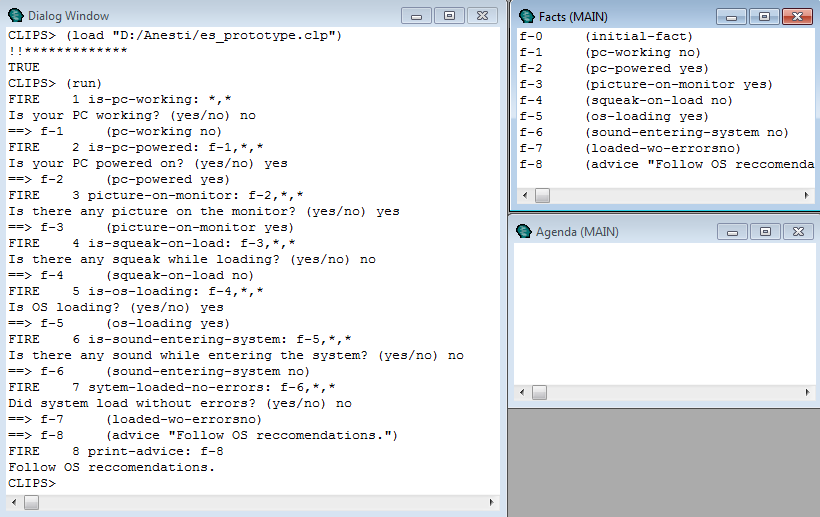 Dialog Window
CLIPS> (load "D:/Anesti/es_prototype.clp")
!!*************
TRUE
CLIPS> (run)
FIRE    1 is-pc-working: *,*
Is your PC working? (yes/no) no
==> f-1     (pc-working no)
FIRE    2 is-pc-powered: f-1,*,*
Is your PC powered on? (yes/no) yes
==> f-2     (pc-powered yes)
FIRE    3 picture-on-monitor: f-2,*,*
Is there any picture on the monitor? (yes/no) yes
==> f-3     (picture-on-monitor yes)
FIRE    4 is-squeak-on-load: f-3,*,*
Is there any squeak while loading? (yes/no) no
==> f-4     (squeak-on-load no)
FIRE    5 is-os-loading: f-4,*,*
Is OS loading? (yes/no) yes
==> f-5     (os-loading yes)
FIRE    6 is-sound-entering-system: f-5,*,*
Is there any sound while entering the system? (yes/no) no
==> f-6     (sound-entering-system no)
FIRE    7 sytem-loaded-no-errors: f-6,*,*
Did system load without errors? (yes/no) no
==> f-7     (loaded-wo-errorsno)
==> f-8     (advice "Follow OS reccomendations.")
FIRE    8 print-advice: f-8
Follow OS reccomendations.
CLIPS>
Facts (MAIN)
f-0     (initial-fact)
f-1     (pc-working no)
f-2     (pc-powered yes)
f-3     (picture-on-monitor yes)
f-4     (squeak-on-load no)
f-5     (os-loading yes)
f-6     (sound-entering-system no)
f-7     (loaded-wo-errorsno)
f-8     (advice "Follow OS reccomenda
Agenda (MAIN)